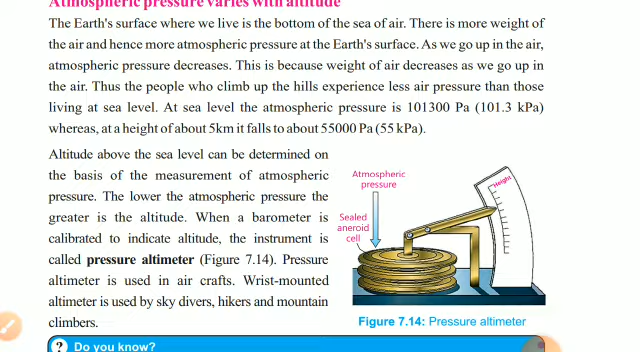 Atmospheric pressure varies with altitude
The Earth's surface where we live is the bottom of the sea of air. There is more weight of
the air and hence more atmospheric pressure at the Earth's surface. As we go up in the air,
atmospheric pressure decreases. This is because weight of air decreases as we go up in
the air. Thus the people who climb up the hills experience less air pressure than those
living at sea level. At sea level the atmospheric pressure is 101300 Pa (101.3 kPa)
whereas, at a height of about 5km it falls to about 55000 Pa (55 kPa).
Altitude above the sea level can be determined on
the basis of the measurement of atmospheric
pressure. The lower the atmospheric pressure the
greater is the altitude. When a barometer is
calibrated to indicate altitude, the instrument is
called pressure altimeter (Figure 7.14). Pressure
altimeter is used in air crafts. Wrist-mounted
altimeter is used by sky divers, hikers and mountain
climbers.
Atmospheric
pressure
Sealed
aneroid
cell
Height
Figure 7.14: Pressure altimeter
? Do you know?